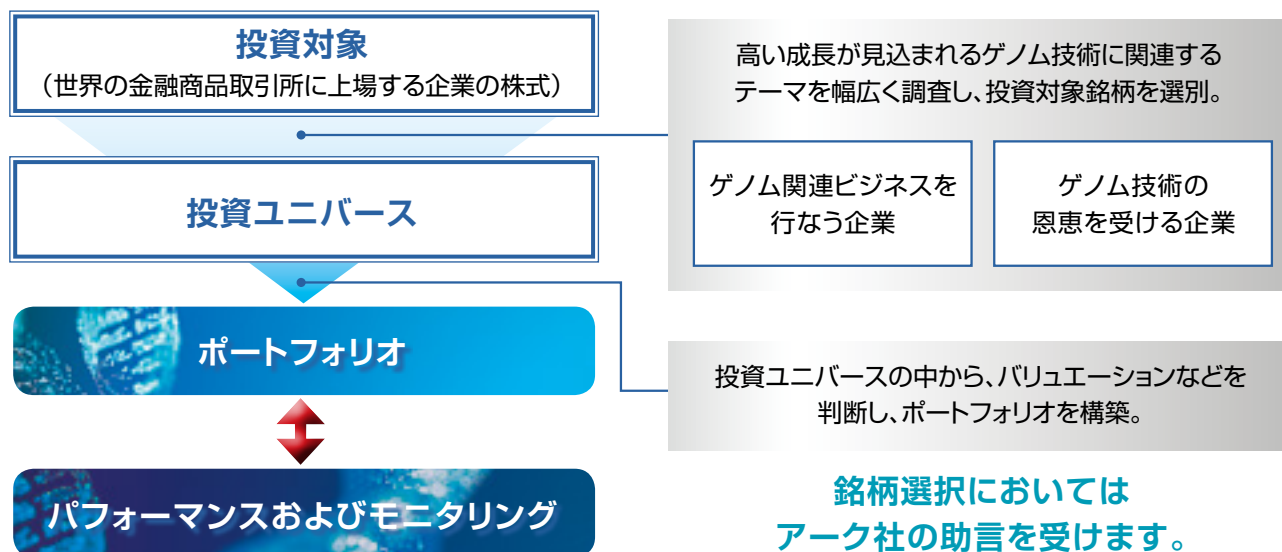 投資対象
（世界の金融商品取引所に上場する企業の株式）
投資ユニバース
ポートフォリオ
パフォーマンスおよびモニタリング
高い成長が見込まれるゲノム技術に関連する
テーマを幅広く調査し、投資対象銘柄を選別。
ゲノム関連ビジネスを
行なう企業
ゲノム技術の
恩恵を受ける企業
投資ユニバースの中から、バリュエーションなどを
判断し、ポートフォリオを構築。
銘柄選択においては
アーク社の助言を受けます。